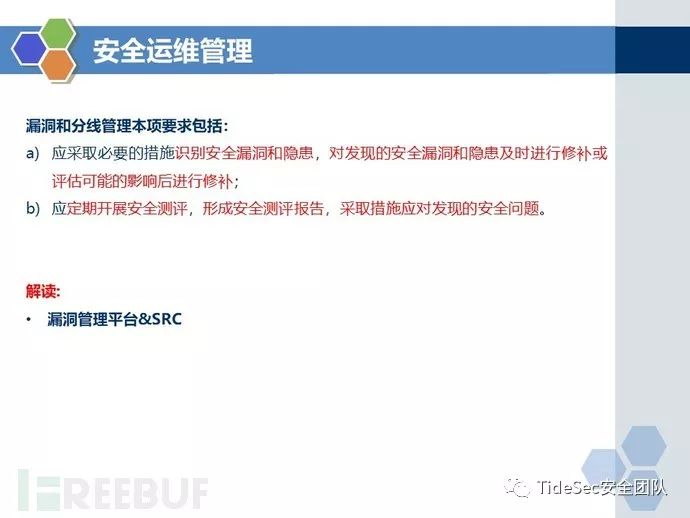 安全运维管理
漏洞和分线管理本项要求包括：
a) 应采取必要的措施识别安全漏洞和隐患，对发现的安全漏洞和隐患及时进行修补或
评估可能的影响后进行修补；
b) 应定期开展安全测评，形成安全测评报告，采取措施应对发现的安全问题。
解读:
• 漏洞管理平台&SRC
FREEBUF
TideSec安全团队